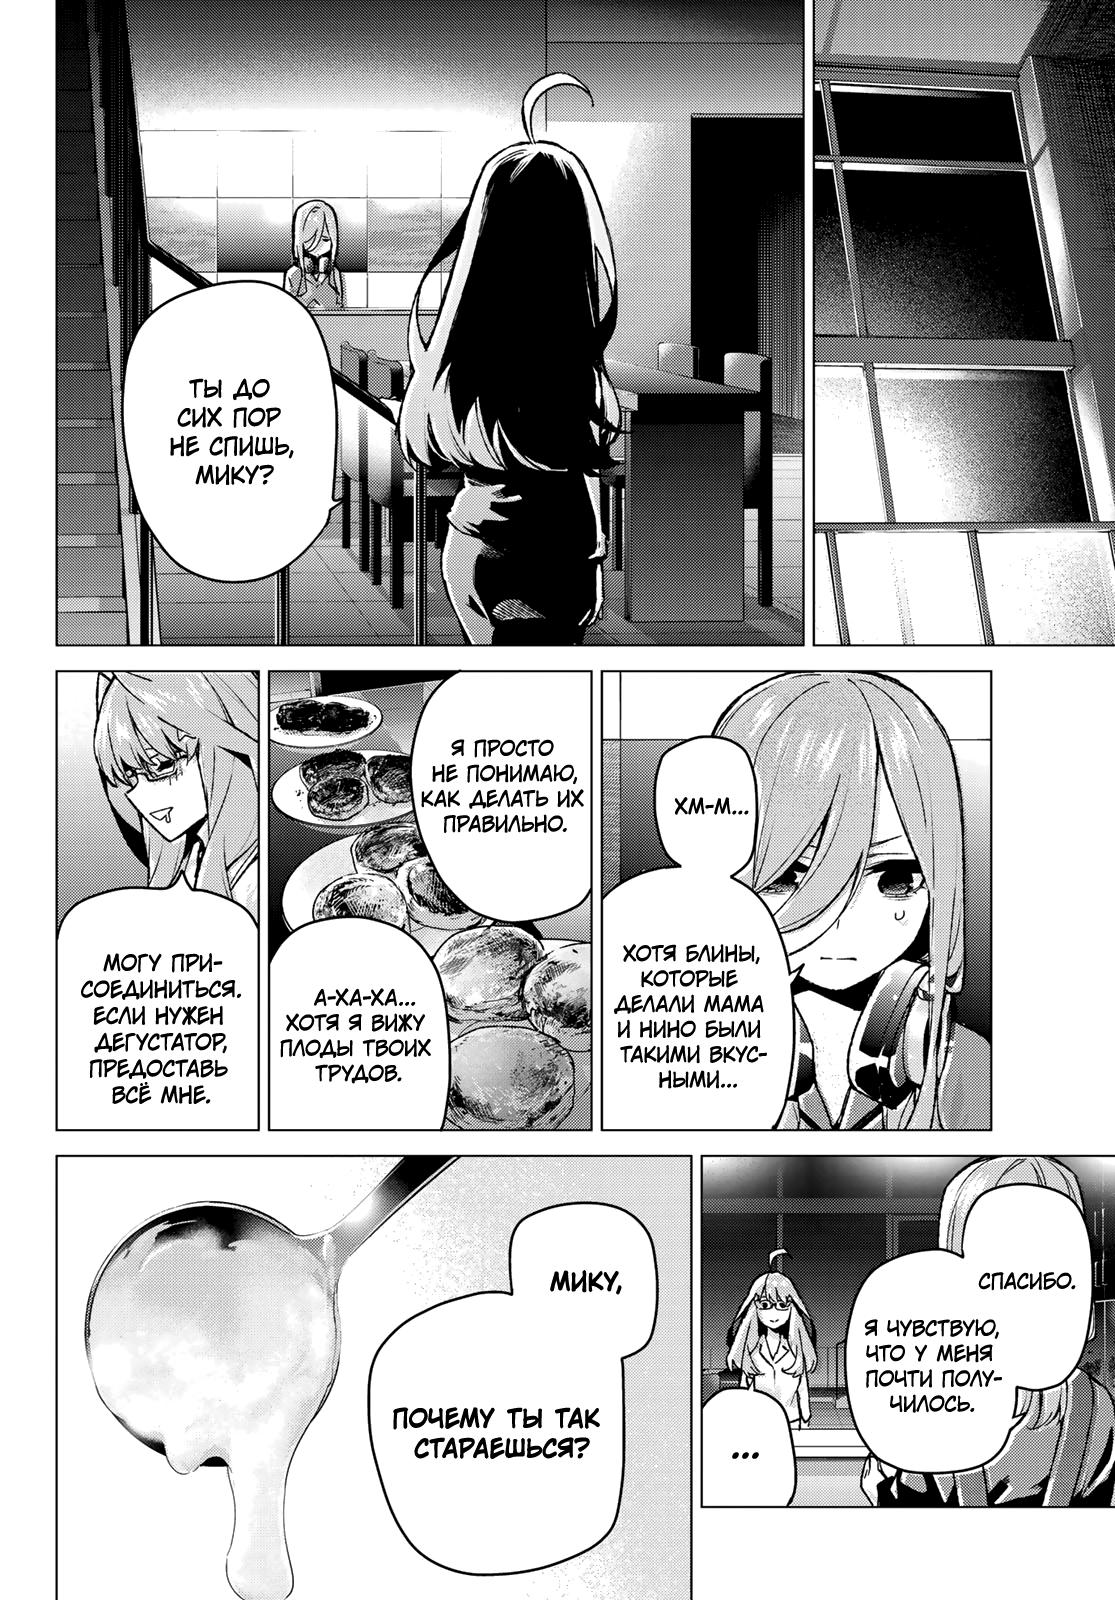 ТЫ ДО
СИХ ПОР
НЕ СПИШЬ,
МИКУ?
ХМ-М...
ХОТЯ БЛИНЫ,
КОТОРЫЕ
ДЕЛАЛИ МАМА
И НИНО БЫЛИ
ТАКИМИ ВКУС-
НЫМИ...
Я ПРОСТО
НЕ ПОНИМАЮ,
КАК ДЕЛАТЬ ИХ
ПРАВИЛЬНО.
А-ХА-ХА...
ХОТЯ Я ВИЖУ
ПЛОДЫ ТВОИХ
ТРУДОВ.
МОГУ ПРИ-
СОЕДИНИТЬСЯ.
ЕСЛИ НУЖЕН
ДЕГУСТАТОР,
ПРЕДОСТАВЬ
ВСЁ МНЕ.
СПАСИБО.
Я ЧУВСТВУЮ,
ЧТО У МЕНЯ
ПОЧТИ ПОЛУ-
ЧИЛОСЬ.
...
МИКУ,
ПОЧЕМУ ТЫ ТАК
СТАРАЕШЬСЯ?